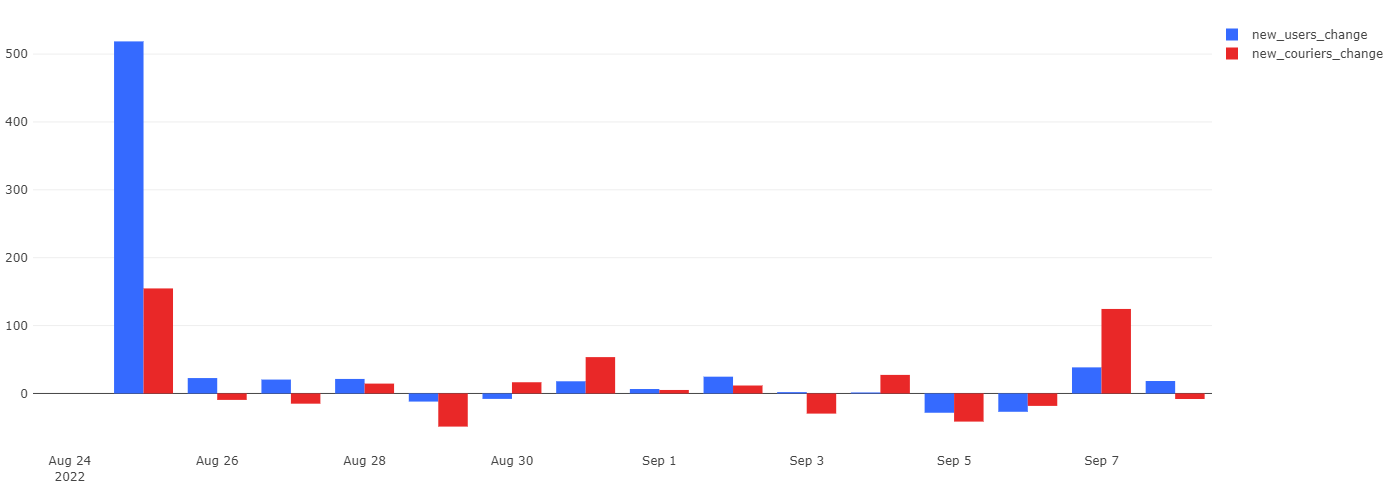 new_users_change
new_couriers_change
500
400
300
200
100
0
Aug 24
2022
Aug 26
Aug 28
Aug 30
Sep 1
Sep 3
Sep 5
Sep 7